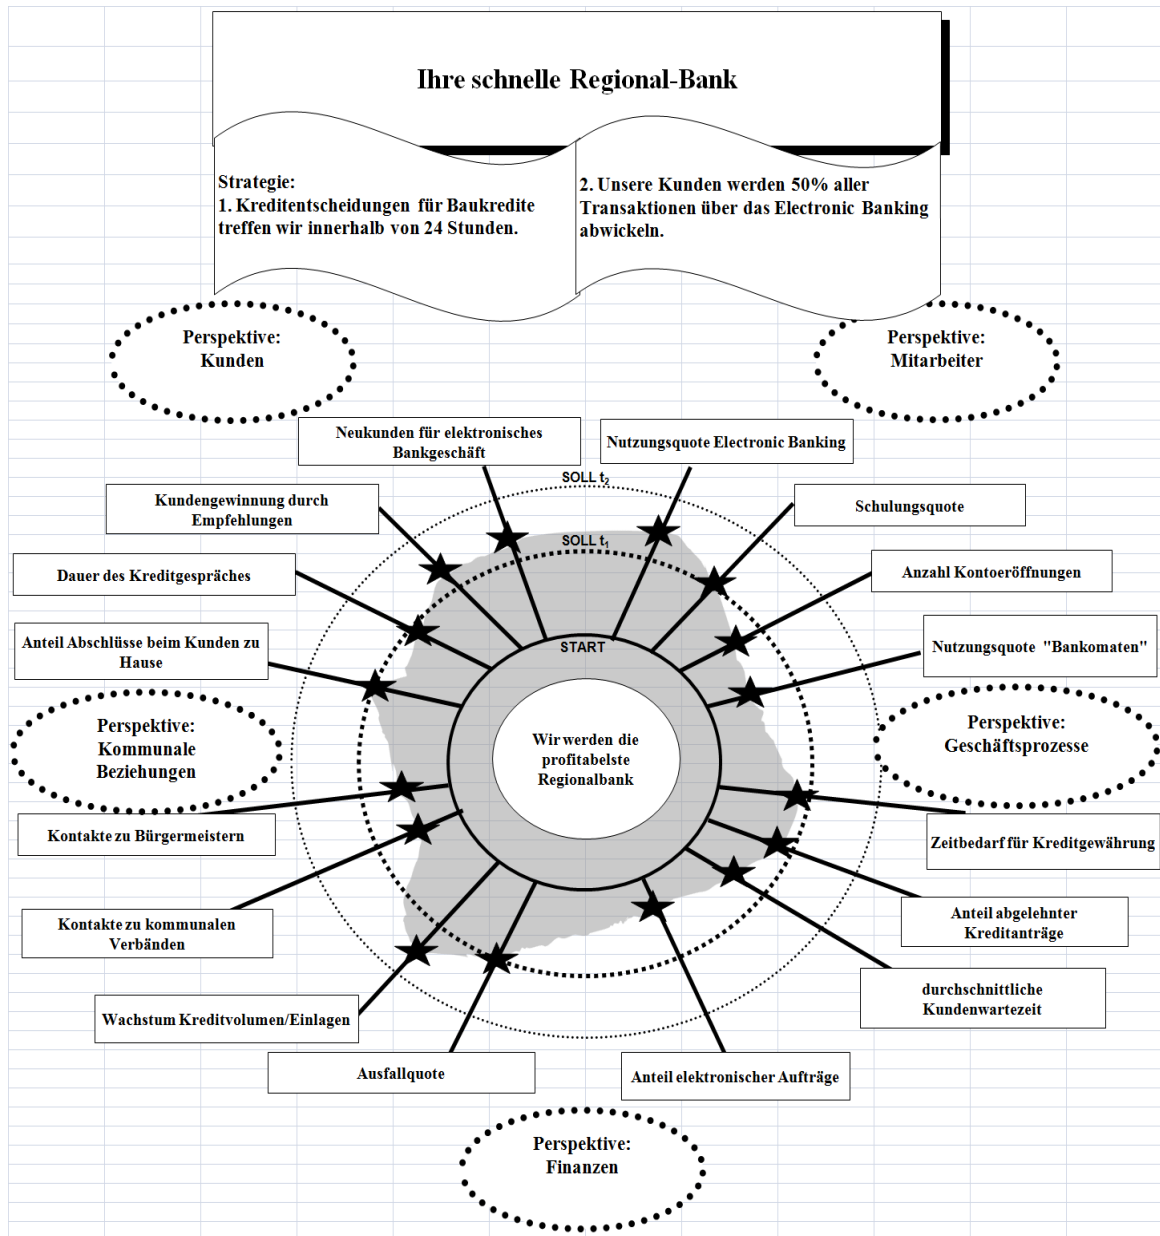 Ihre schnelle Regional-Bank
Strategie:
1. Kreditentscheidungen für Baukredite
treffen wir innerhalb von 24 Stunden.
2. Unsere Kunden werden 50% aller
Transaktionen über das Electronic Banking
abwickeln.
Perspektive:
Kunden
Perspektive:
Mitarbeiter
Neukunden für elektronisches
Bankgeschäft
Nutzungsquote Electronic Banking
SOLL t2
Kundengewinnung durch
Empfehlungen
Schulungsquote
SOLL t1
Dauer des Kreditgespräches
Anzahl Kontoeröffnungen
Anteil Abschlüsse beim Kunden zu
Hause
START
Nutzungsquote "Bankomaten"
Perspektive:
Kommunale
Beziehungen
Wir werden die
profitabelste
Regionalbank
Perspektive:
Geschäftsprozesse
Kontakte zu Bürgermeistern
Zeitbedarf für Kreditgewährung
Kontakte zu kommunalen
Verbänden
Anteil abgelehnter
Kreditanträge
durchschnittliche
Kundenwartezeit
Wachstum Kreditvolumen/Einlagen
Ausfallquote
Anteil elektronischer Aufträge
Perspektive:
Finanzen